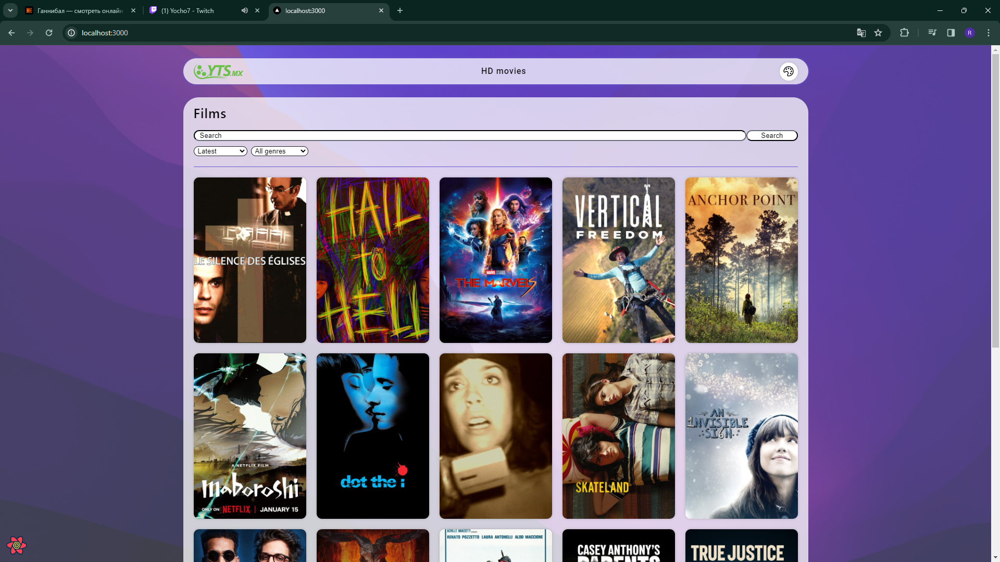 Ганнибал — смотреть онлайн
(1) Yocho7 - Twitch
localhost:3000
localhost:3000
R
YTS.MX
HD movies
Films
Search
Search
Latest
All genres
LE SILENCE DES ÉGLISES
HAIL
TO
HELL
MARVEL STUDIOS
THE MARVELS
VERTICAL
FREEDOM
ANCHOR POINT
A NETFLIX FILM
maboroshi
ONLY ON NETFLIX | JANUARY 15
dot the i
SKATELAND
AN
1NVISIBLE
SI6N
ACHILLE MANZOTTI
RENATO POZZETTO LAURA ANTONELLI ALDO MACCIONE
CASEY ANTHONY'S
PARENTS
TRUE JUSTICE